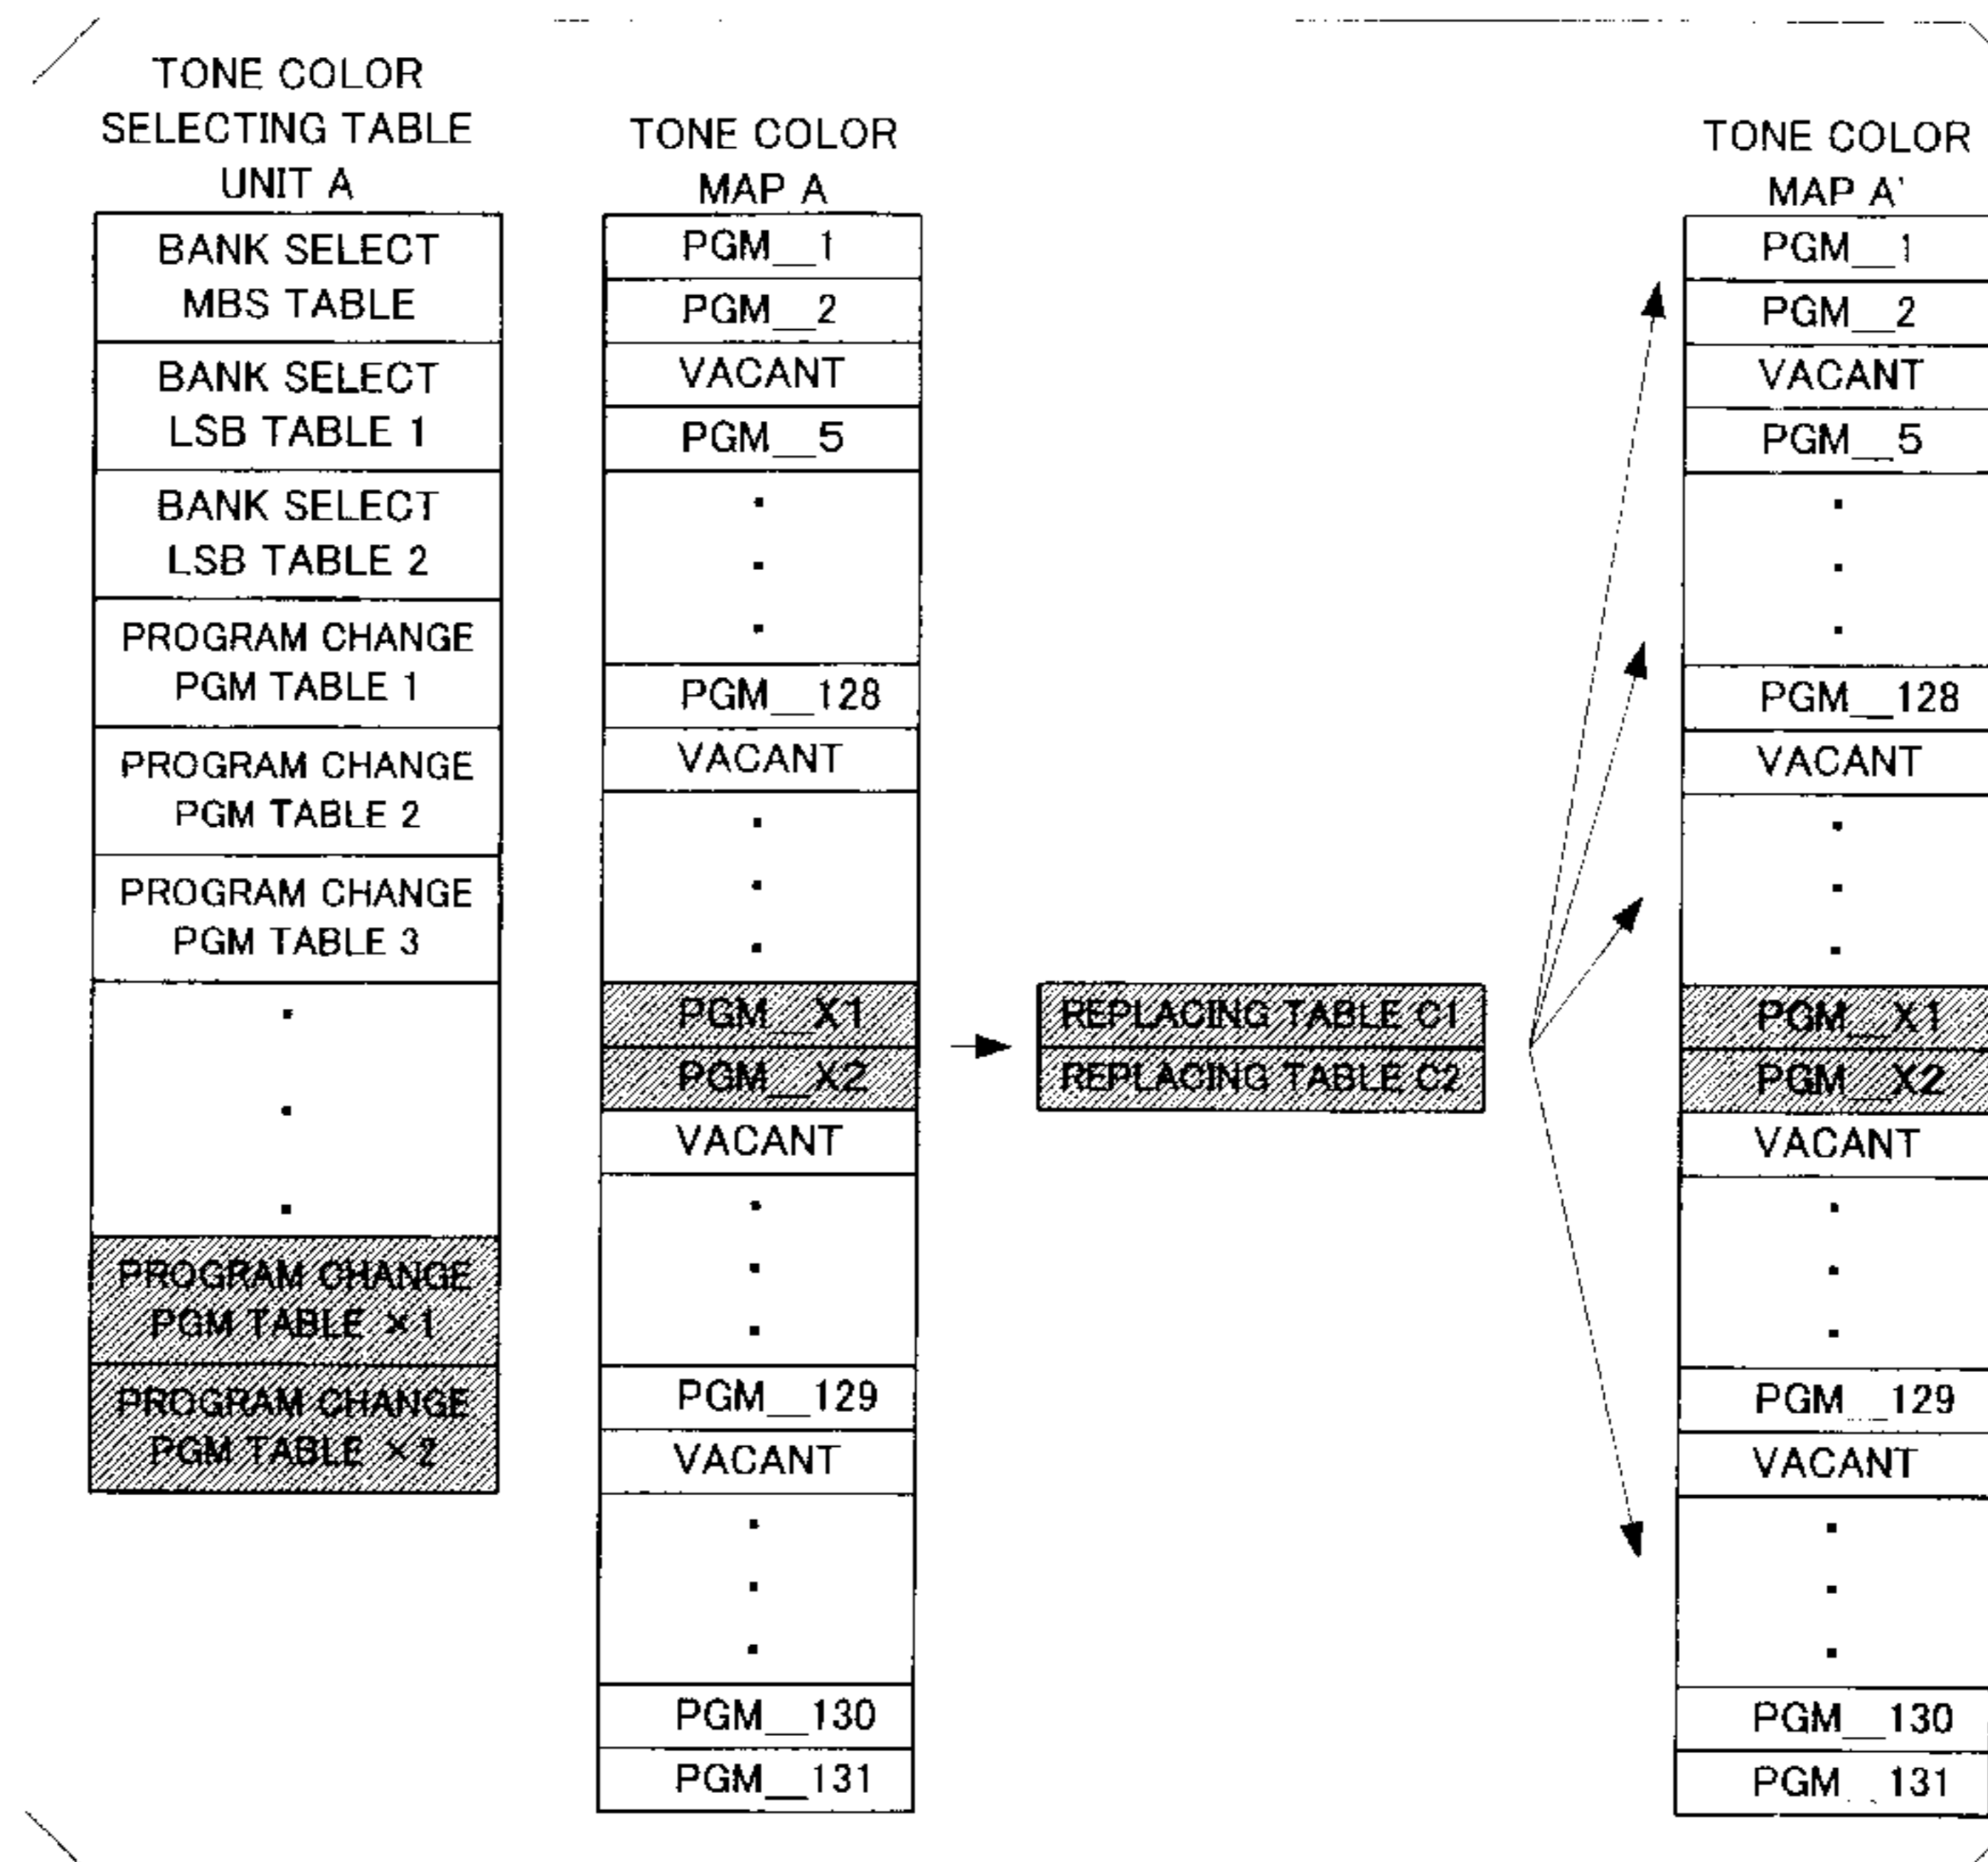 TONE COLOR
SELECTING TABLE
UNIT A
BANK SELECT
MBS TABLE
BANK SELECT
LSB TABLE 1
BANK SELECT
LSB TABLE 2
PROGRAM CHANGE
PGM TABLE 1
PROGRAM CHANGE
PGM TABLE 2
PROGRAM CHANGE
PGM TABLE 3
PROGRAM CHANGE
PGM TABLE ×1
PROGRAM CHANGE
PGM TABLE ×2
TONE COLOR
MAP A
PGM__1
PGM__2
VACANT
PGM__5
PGM__128
VACANT
PGM__X1
PGM__X2
VACANT
PGM__129
VACANT
PGM__130
PGM__131
REPLACING TABLE C1
REPLACING TABLE C2
TONE COLOR
MAP A'
PGM__1
PGM__2
VACANT
PGM__5
PGM__128
VACANT
PGM__X1
PGM__X2
VACANT
PGM__129
VACANT
PGM__130
PGM__131